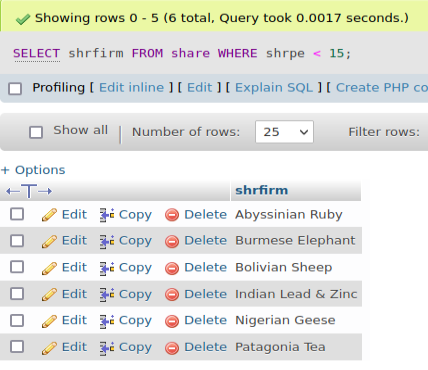 Showing rows 0 - 5 (6 total, Query took 0.0017 seconds.)
SELECT shrfirm FROM share WHERE shrpe < 15;
Profiling [ Edit inline ] [ Edit ] [ Explain SQL ] [ Create PHP co
Show all | Number of rows: 25 Filter rows:
+ Options
←T→ shrfirm
Edit Copy Delete Abyssinian Ruby
Edit Copy Delete Burmese Elephant
Edit Copy Delete Bolivian Sheep
Edit Copy Delete Indian Lead & Zinc
Edit Copy Delete Nigerian Geese
Edit Copy Delete Patagonia Tea